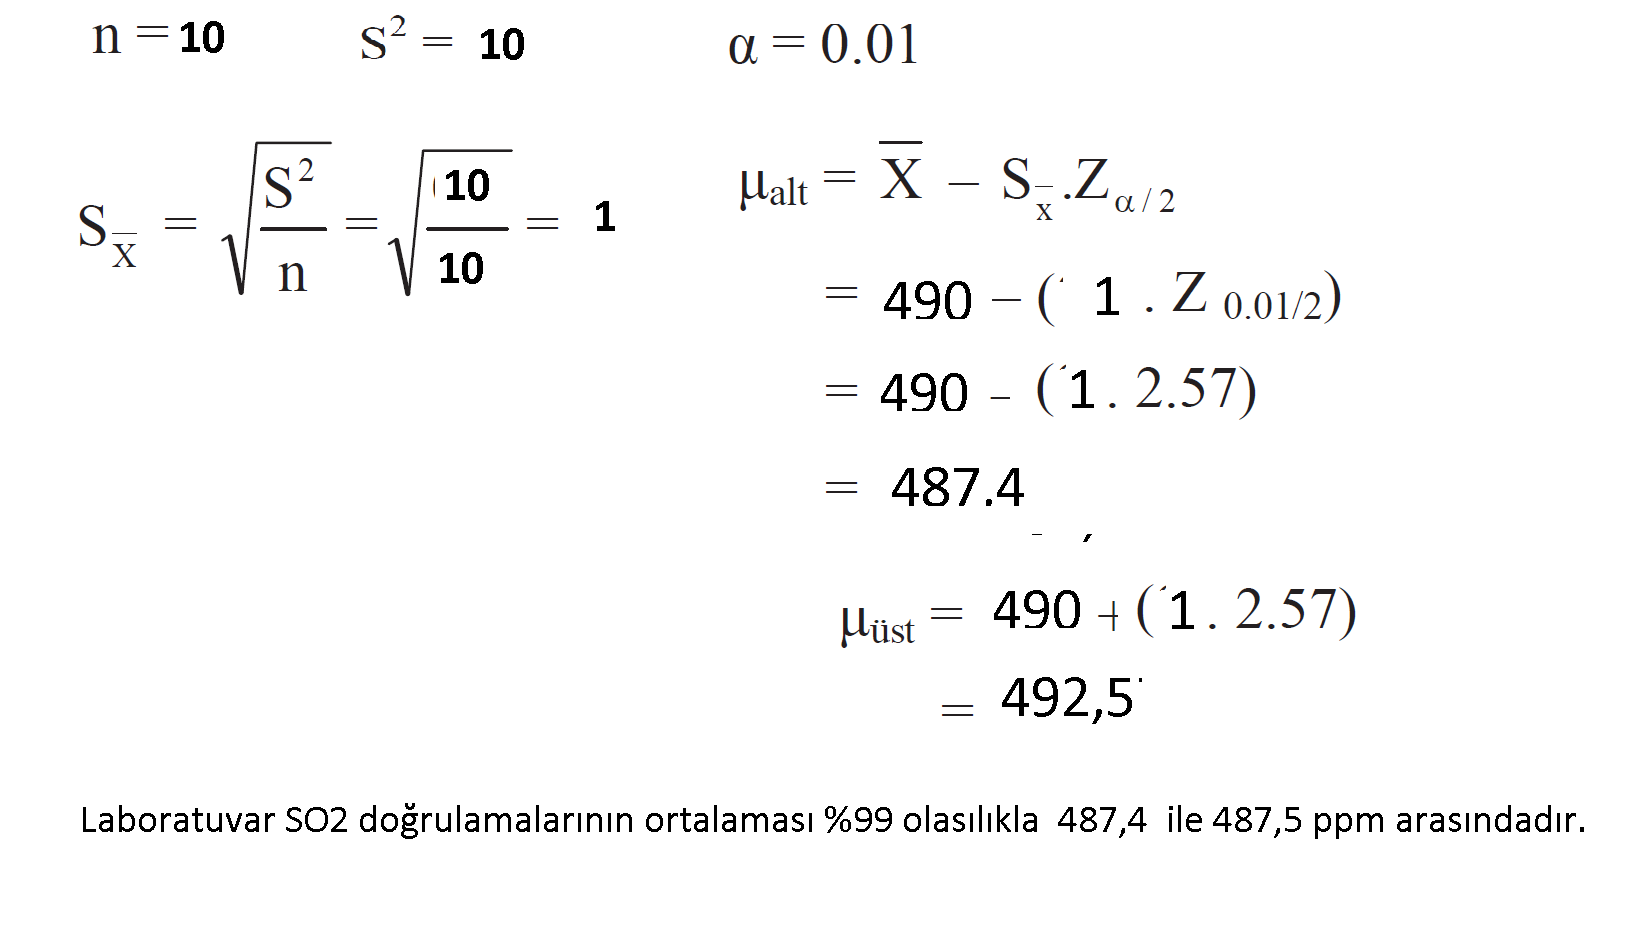 n = 10 S² = 10 α = 0.01
S_X̄ = √(S²/n) = √(10/10) = 1
μalt = X̄ – S_x̄.Z_α/2
= 490 – ( 1 . Z 0.01/2)
= 490 – (1 . 2.57)
= 487.4
μüst = 490 + (1 . 2.57)
= 492,5
Laboratuvar SO2 doğrulamalarının ortalaması %99 olasılıkla 487,4 ile 487,5 ppm arasındadır.